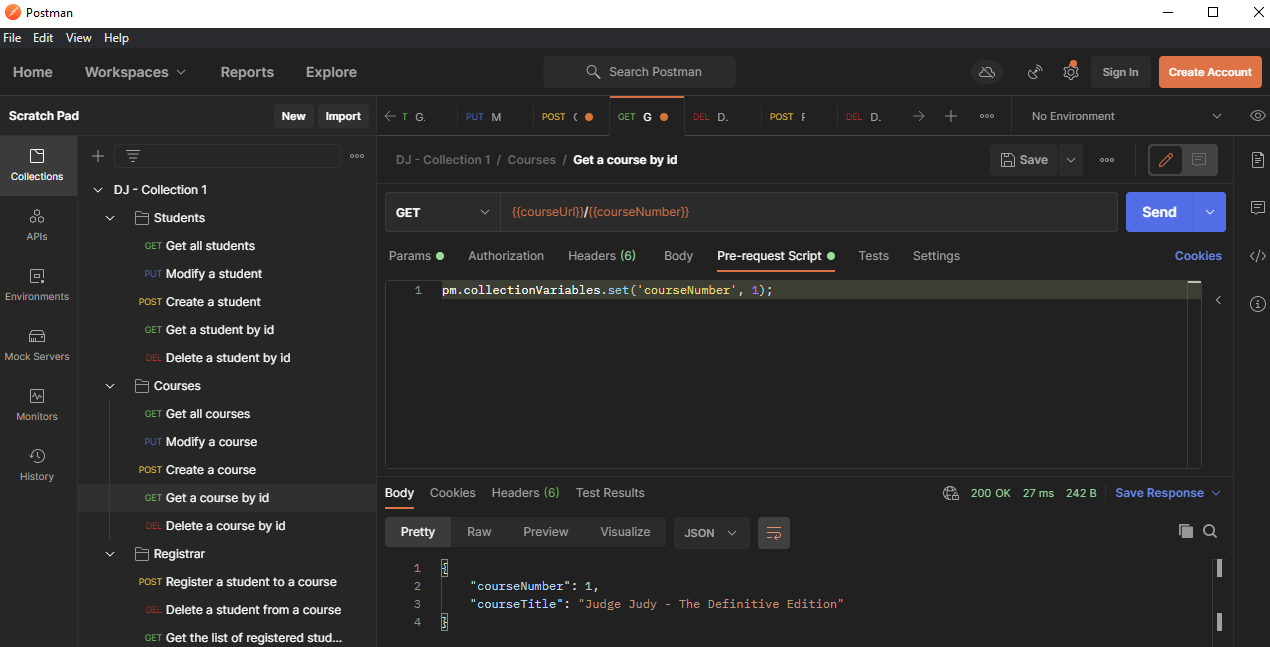 Postman
File Edit View Help
Home Workspaces Reports Explore Search Postman Sign In Create Account
Scratch Pad New Import
T G. PUT M POST GET G DEL D. POST DEL D. No Environment
Collections
APIs
Environments
Mock Servers
Monitors
History
DJ - Collection 1
Students
GET Get all students
PUT Modify a student
POST Create a student
GET Get a student by id
DEL Delete a student by id
Courses
GET Get all courses
PUT Modify a course
POST Create a course
GET Get a course by id
DEL Delete a course by id
Registrar
POST Register a student to a course
DEL Delete a student from a course
GET Get the list of registered stud...
DJ - Collection 1 / Courses / Get a course by id Save
GET {{courseUrl}}/{{courseNumber}} Send
Params Authorization Headers (6) Body Pre-request Script Tests Settings Cookies
1 pm.collectionVariables.set('courseNumber', 1);
Body Cookies Headers (6) Test Results 200 OK 27 ms 242 B Save Response
Pretty Raw Preview Visualize JSON
1 {
2 "courseNumber": 1,
3 "courseTitle": "Judge Judy - The Definitive Edition"
4 }